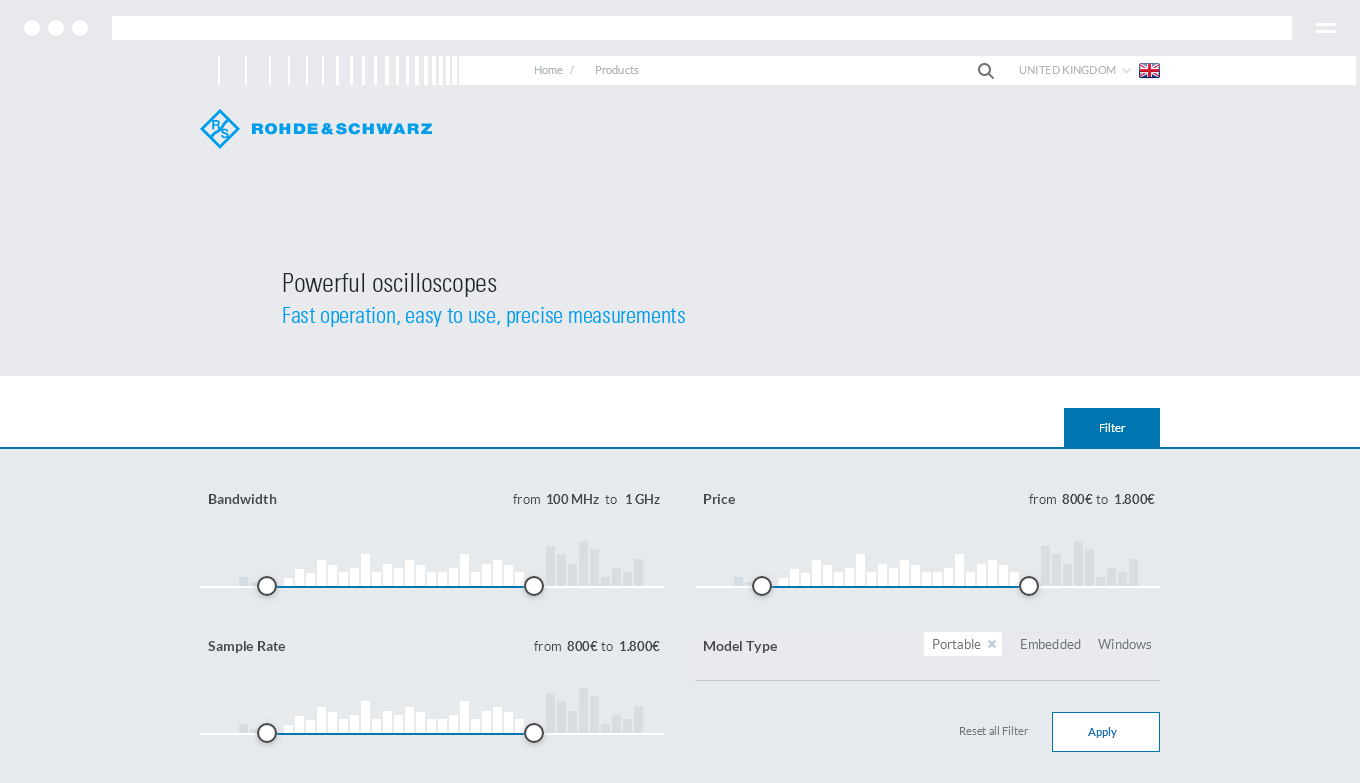 Home / Products UNITED KINGDOM
R S ROHDE & SCHWARZ
Powerful oscilloscopes
Fast operation, easy to use, precise measurements
Filter
Bandwidth from 100 MHz to 1 GHz
Price from 800€ to 1.800€
Sample Rate from 800€ to 1.800€
Model Type Portable × Embedded Windows
Reset all Filter Apply